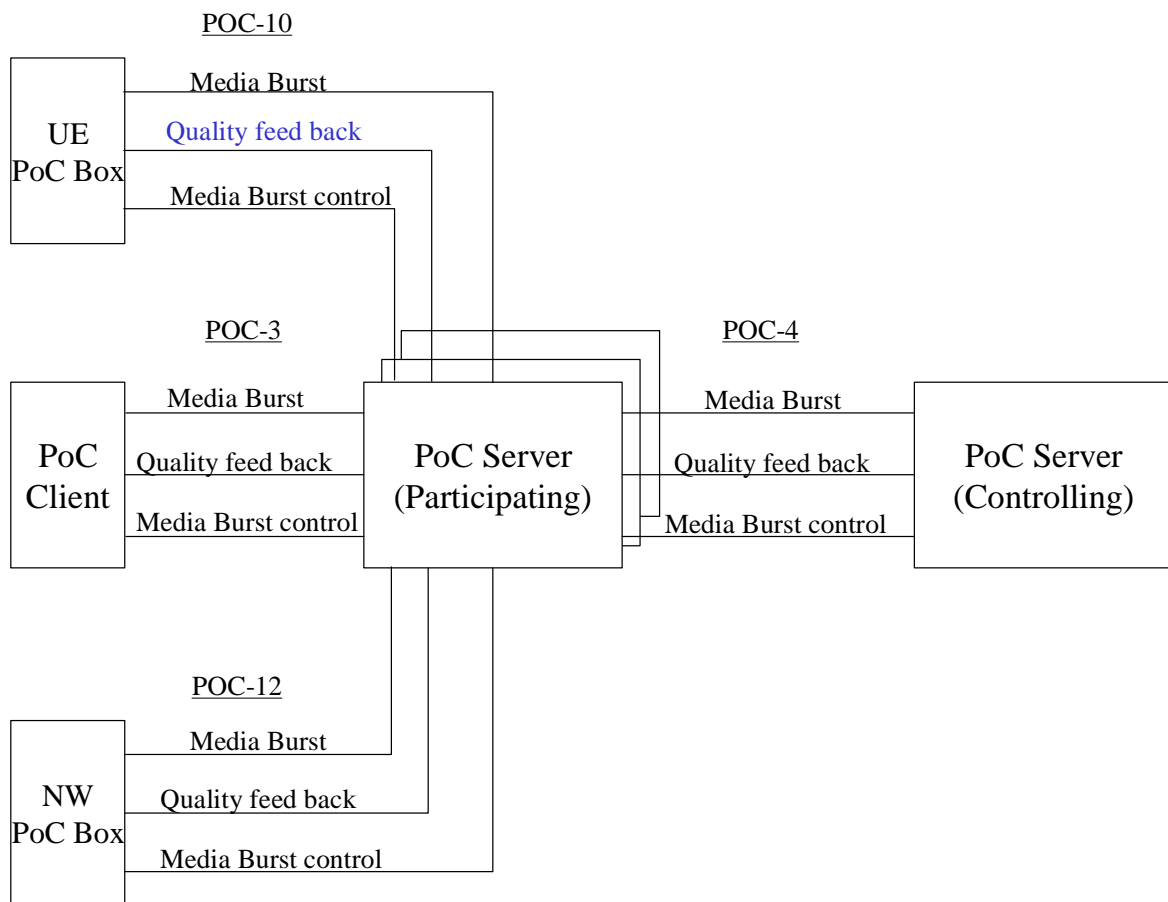 POC-10
Media Burst
UE
PoC Box
Quality feed back
Media Burst control
POC-3
POC-4
Media Burst
Media Burst
PoC
Client
Quality feed back
PoC Server
(Participating)
Quality feed back
PoC Server
(Controlling)
Media Burst control
Media Burst control
POC-12
Media Burst
NW
PoC Box
Quality feed back
Media Burst control